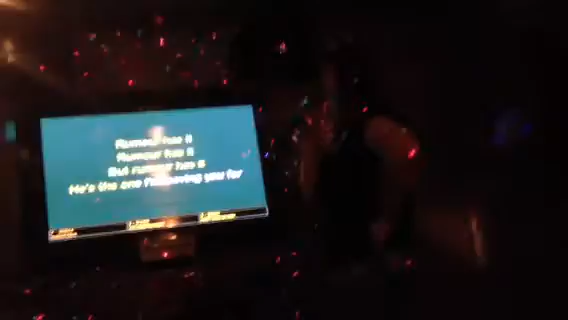 Rumour has it
Rumour has it
But rumour has it
He's the one I'm leaving you for